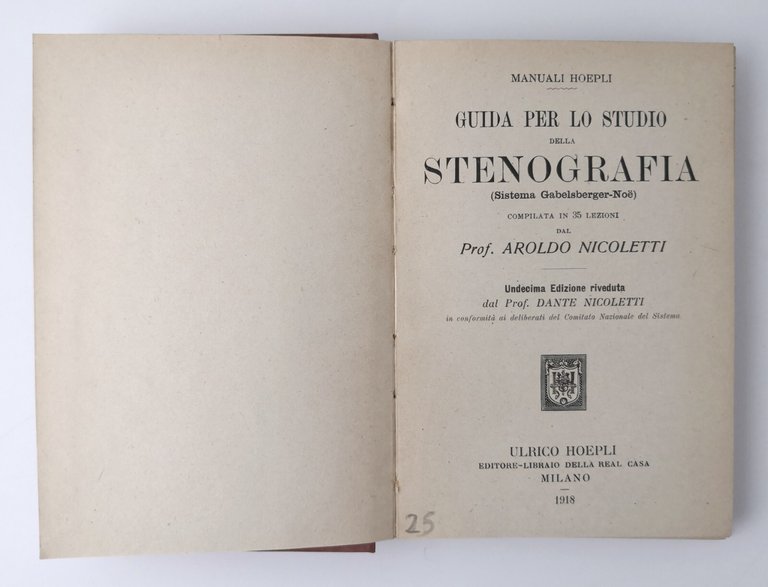 MANUALI HOEPLI
GUIDA PER LO STUDIO
DELLA
STENOGRAFIA
(Sistema Gabelsberger-Noë)
COMPILATA IN 35 LEZIONI
DAL
Prof. AROLDO NICOLETTI
Undecima Edizione riveduta
dal Prof. DANTE NICOLETTI
in conformità ai deliberati del Comitato Nazionale del Sistema
ULRICO HOEPLI
EDITORE-LIBRAIO DELLA REAL CASA
MILANO
1918
25